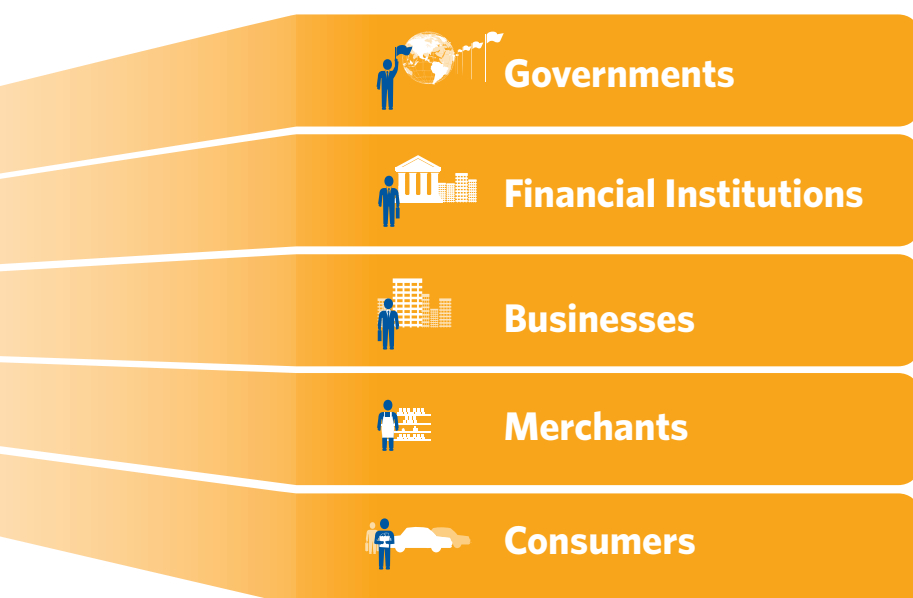 Governments
Financial Institutions
Businesses
Merchants
Consumers